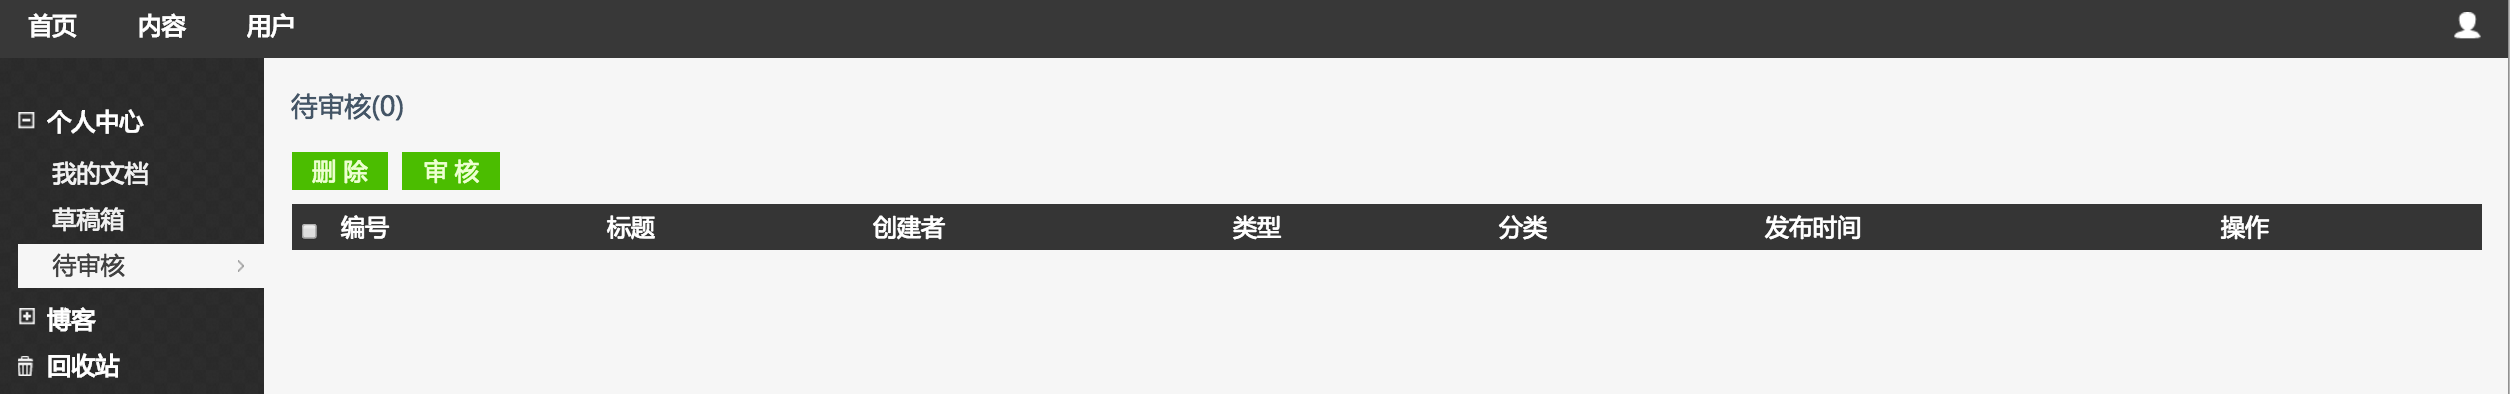 首页 内容 用户
个人中心
我的文档
草稿箱
待审核
博客
回收站
待审核(0)
删除 审核
编号 标题 创建者 类型 分类 发布时间 操作